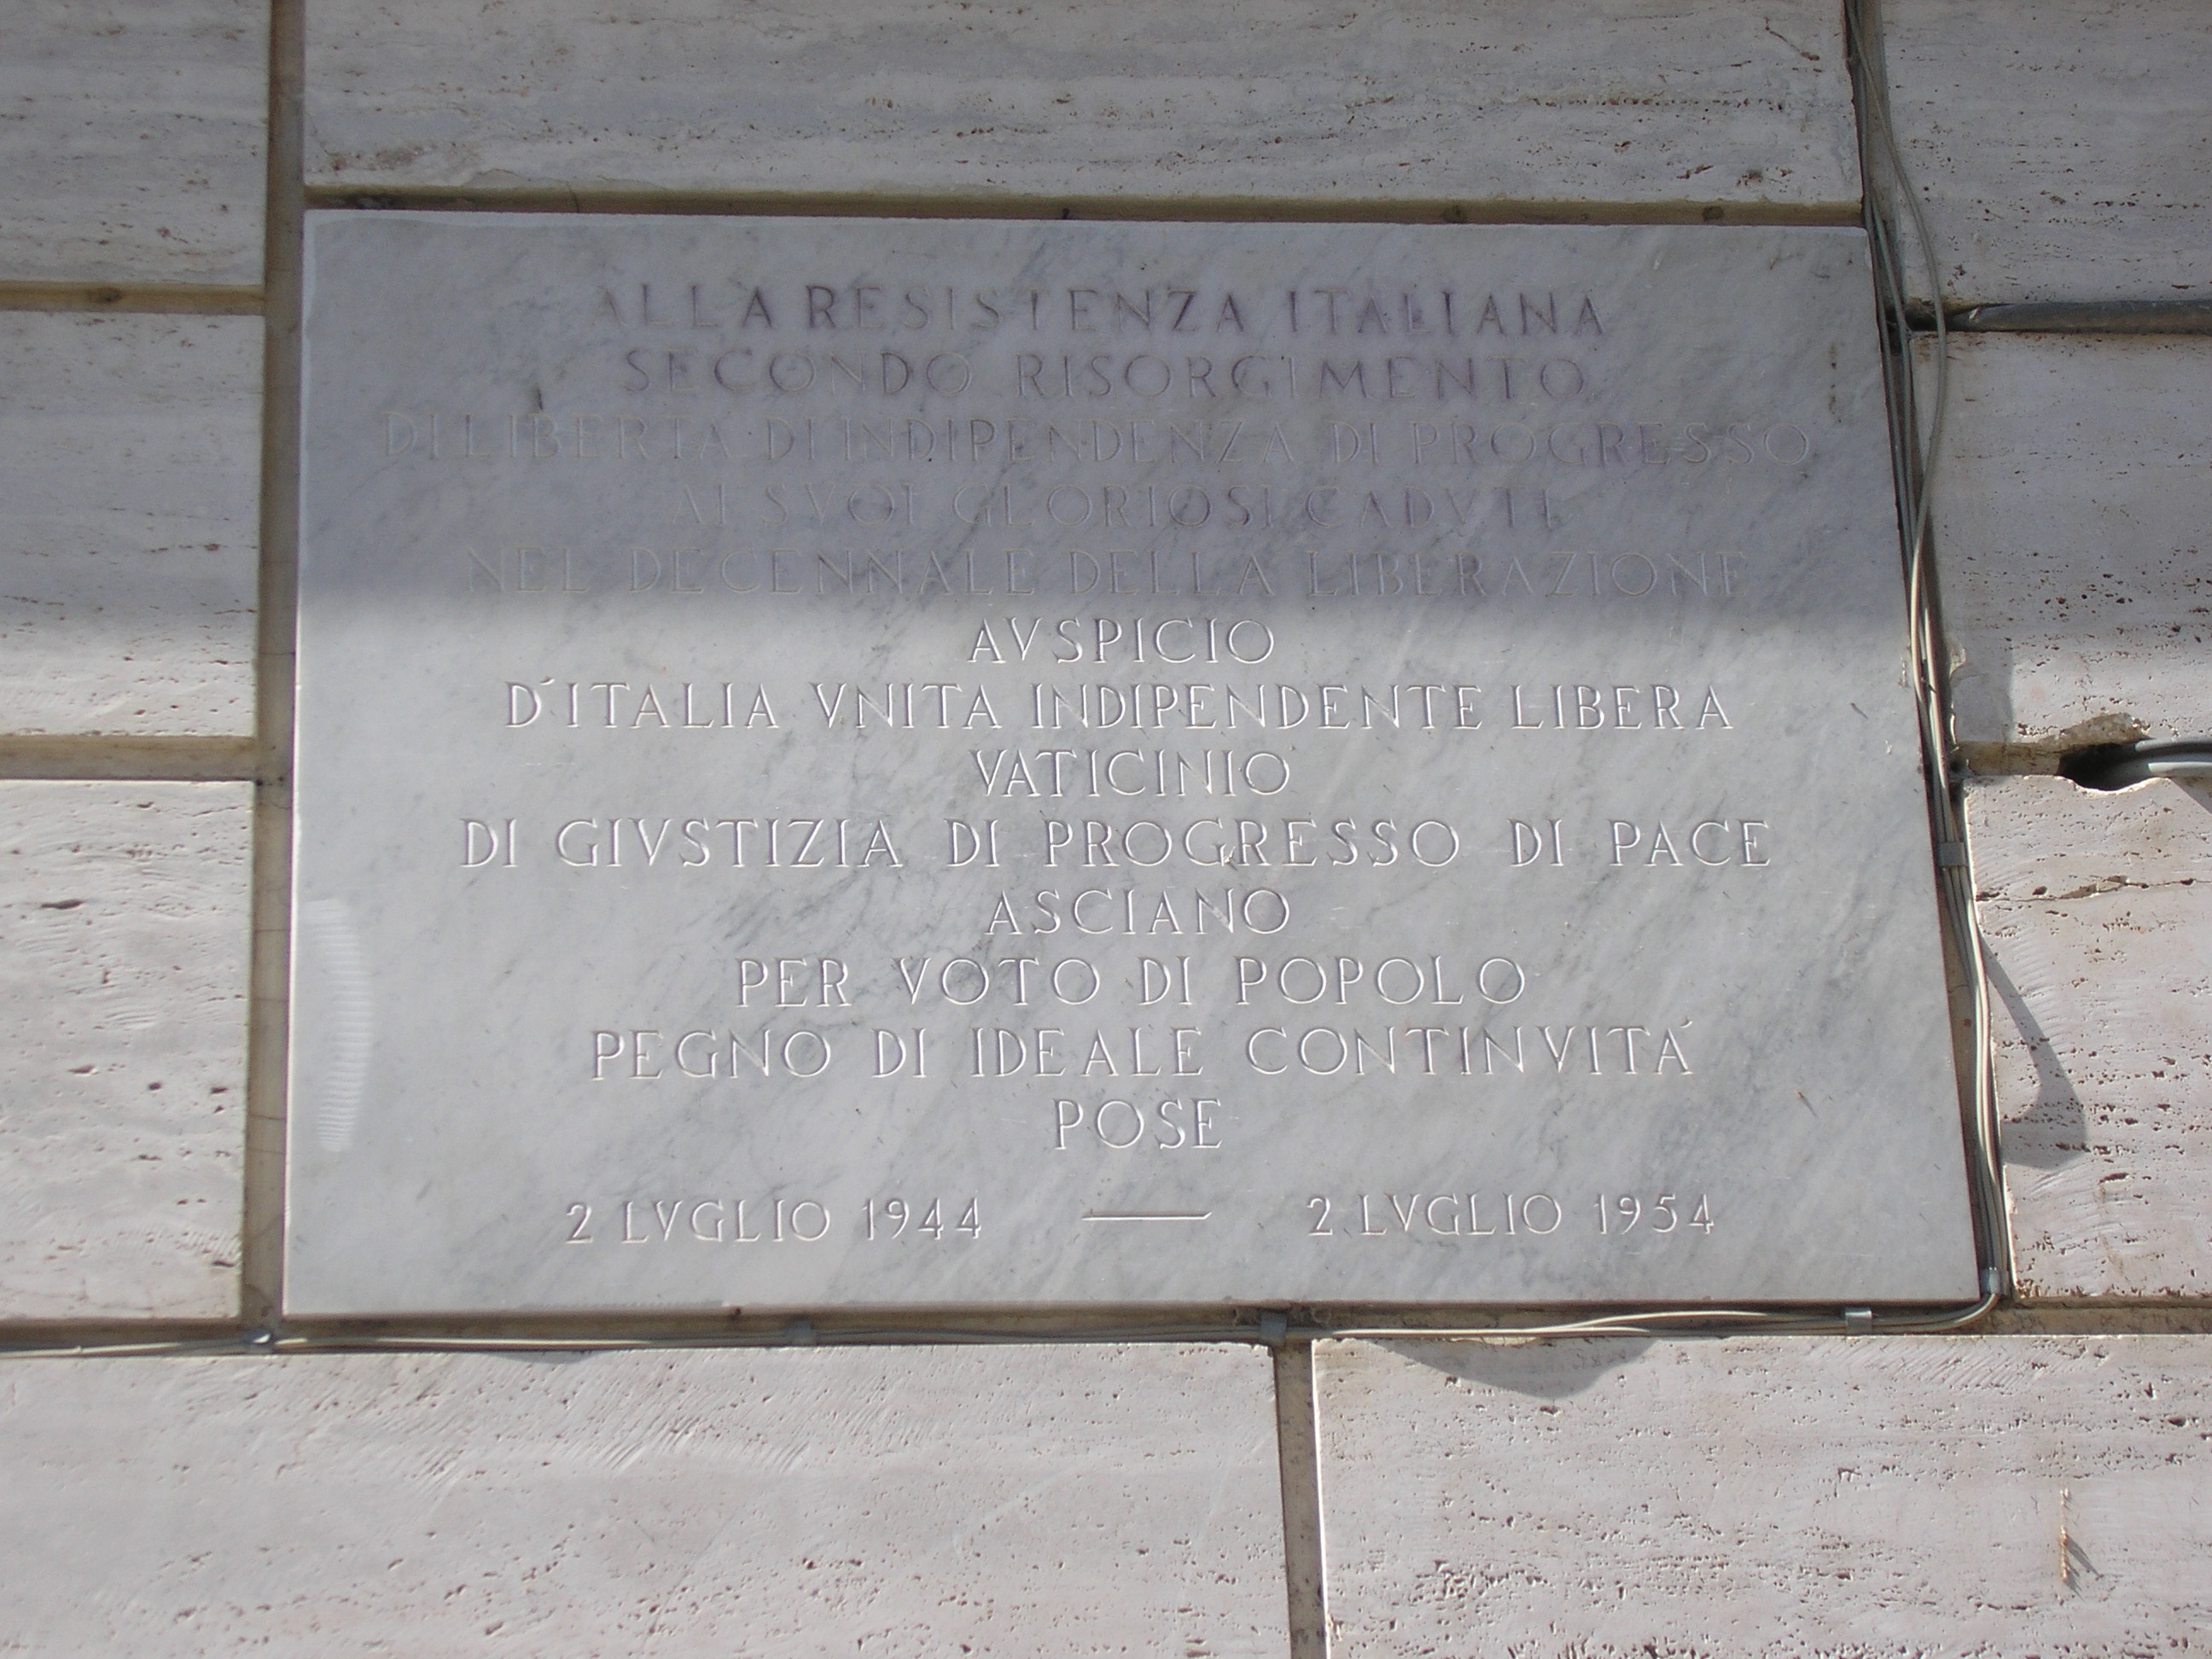 ALLA RESISTENZA ITALIANA
SECONDO RISORGIMENTO
DI LIBERTA DI INDIPENDENZA DI PROGRESSO
AI SVOI GLORIOSI CADVTI
NEL DECENNALE DELLA LIBERAZIONE
AVSPICIO
D'ITALIA VNITA INDIPENDENTE LIBERA
VATICINIO
DI GIVSTIZIA DI PROGRESSO DI PACE
ASCIANO
PER VOTO DI POPOLO
PEGNO DI IDEALE CONTINVITÁ
POSE
2 LVGLIO 1944 — 2 LVGLIO 1954